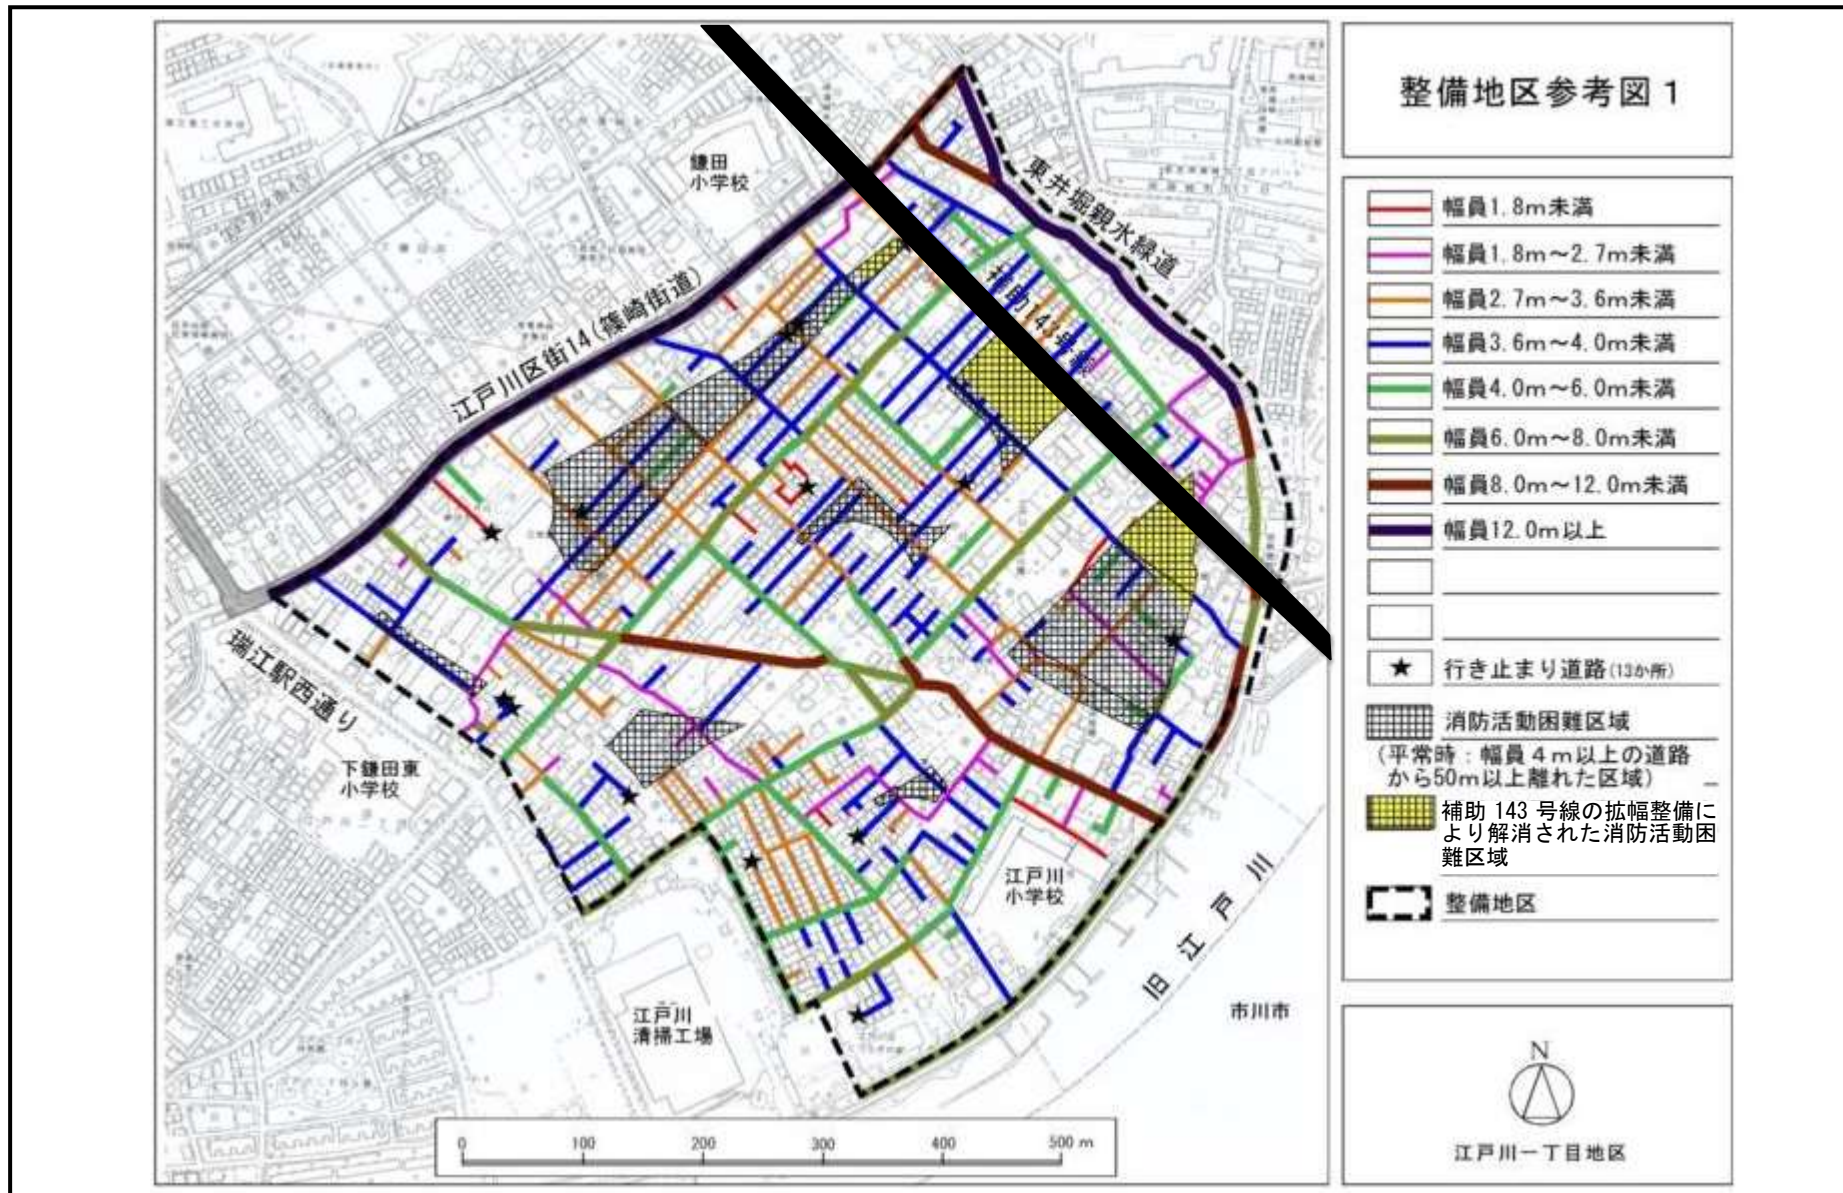 整備地区参考図１
鎌田
小学校
東井堀親水緑道
補助143号線
江戸川区街14(篠崎街道)
瑞江駅西通り
下鎌田東
小学校
江戸川
小学校
江戸川
清掃工場
旧江戸川
市川市
0 100 200 300 400 500 m
幅員1.8m未満
幅員1.8m～2.7m未満
幅員2.7m～3.6m未満
幅員3.6m～4.0m未満
幅員4.0m～6.0m未満
幅員6.0m～8.0m未満
幅員8.0m～12.0m未満
幅員12.0m以上
★ 行き止まり道路(13か所)
消防活動困難区域
(平常時：幅員４ｍ以上の道路
から50ｍ以上離れた区域)
補助 143 号線の拡幅整備に
より解消された消防活動困
難区域
整備地区
N
江戸川一丁目地区